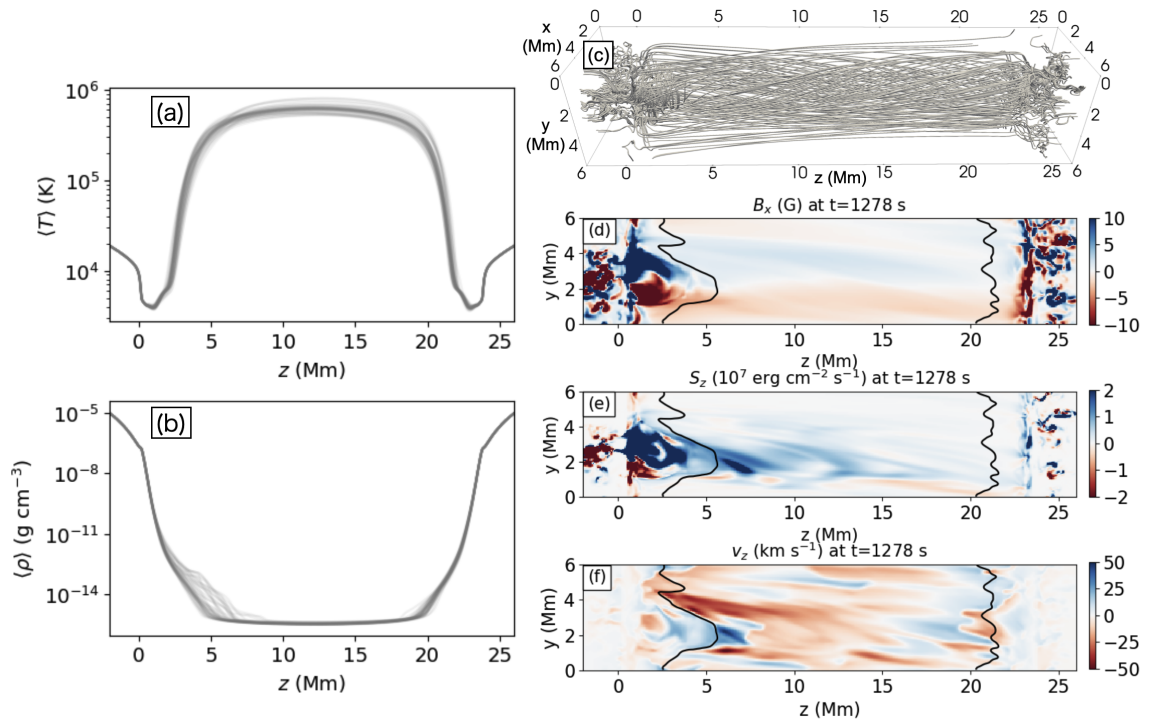 (a)
⟨T⟩ (K)
10⁶
10⁵
10⁴
0 5 10 15 20 25
z (Mm)
(b)
⟨ρ⟩ (g cm⁻³)
10⁻⁵
10⁻⁸
10⁻¹¹
10⁻¹⁴
0 5 10 15 20 25
z (Mm)
(c)
x
(Mm)
0 2 4 6
0 5 10 15 20 25
0 2 4 6
y
(Mm)
0 2 4 6
0 5 10 15 20 25
z (Mm)
0 2 4 6
Bₓ (G) at t=1278 s
(d)
y (Mm)
6
4
2
0
0 5 10 15 20 25
z (Mm)
10
5
0
−5
−10
S_z (10⁷ erg cm⁻² s⁻¹) at t=1278 s
(e)
y (Mm)
6
4
2
0
0 5 10 15 20 25
z (Mm)
2
1
0
−1
−2
v_z (km s⁻¹) at t=1278 s
(f)
y (Mm)
6
4
2
0
0 5 10 15 20 25
z (Mm)
50
25
0
−25
−50